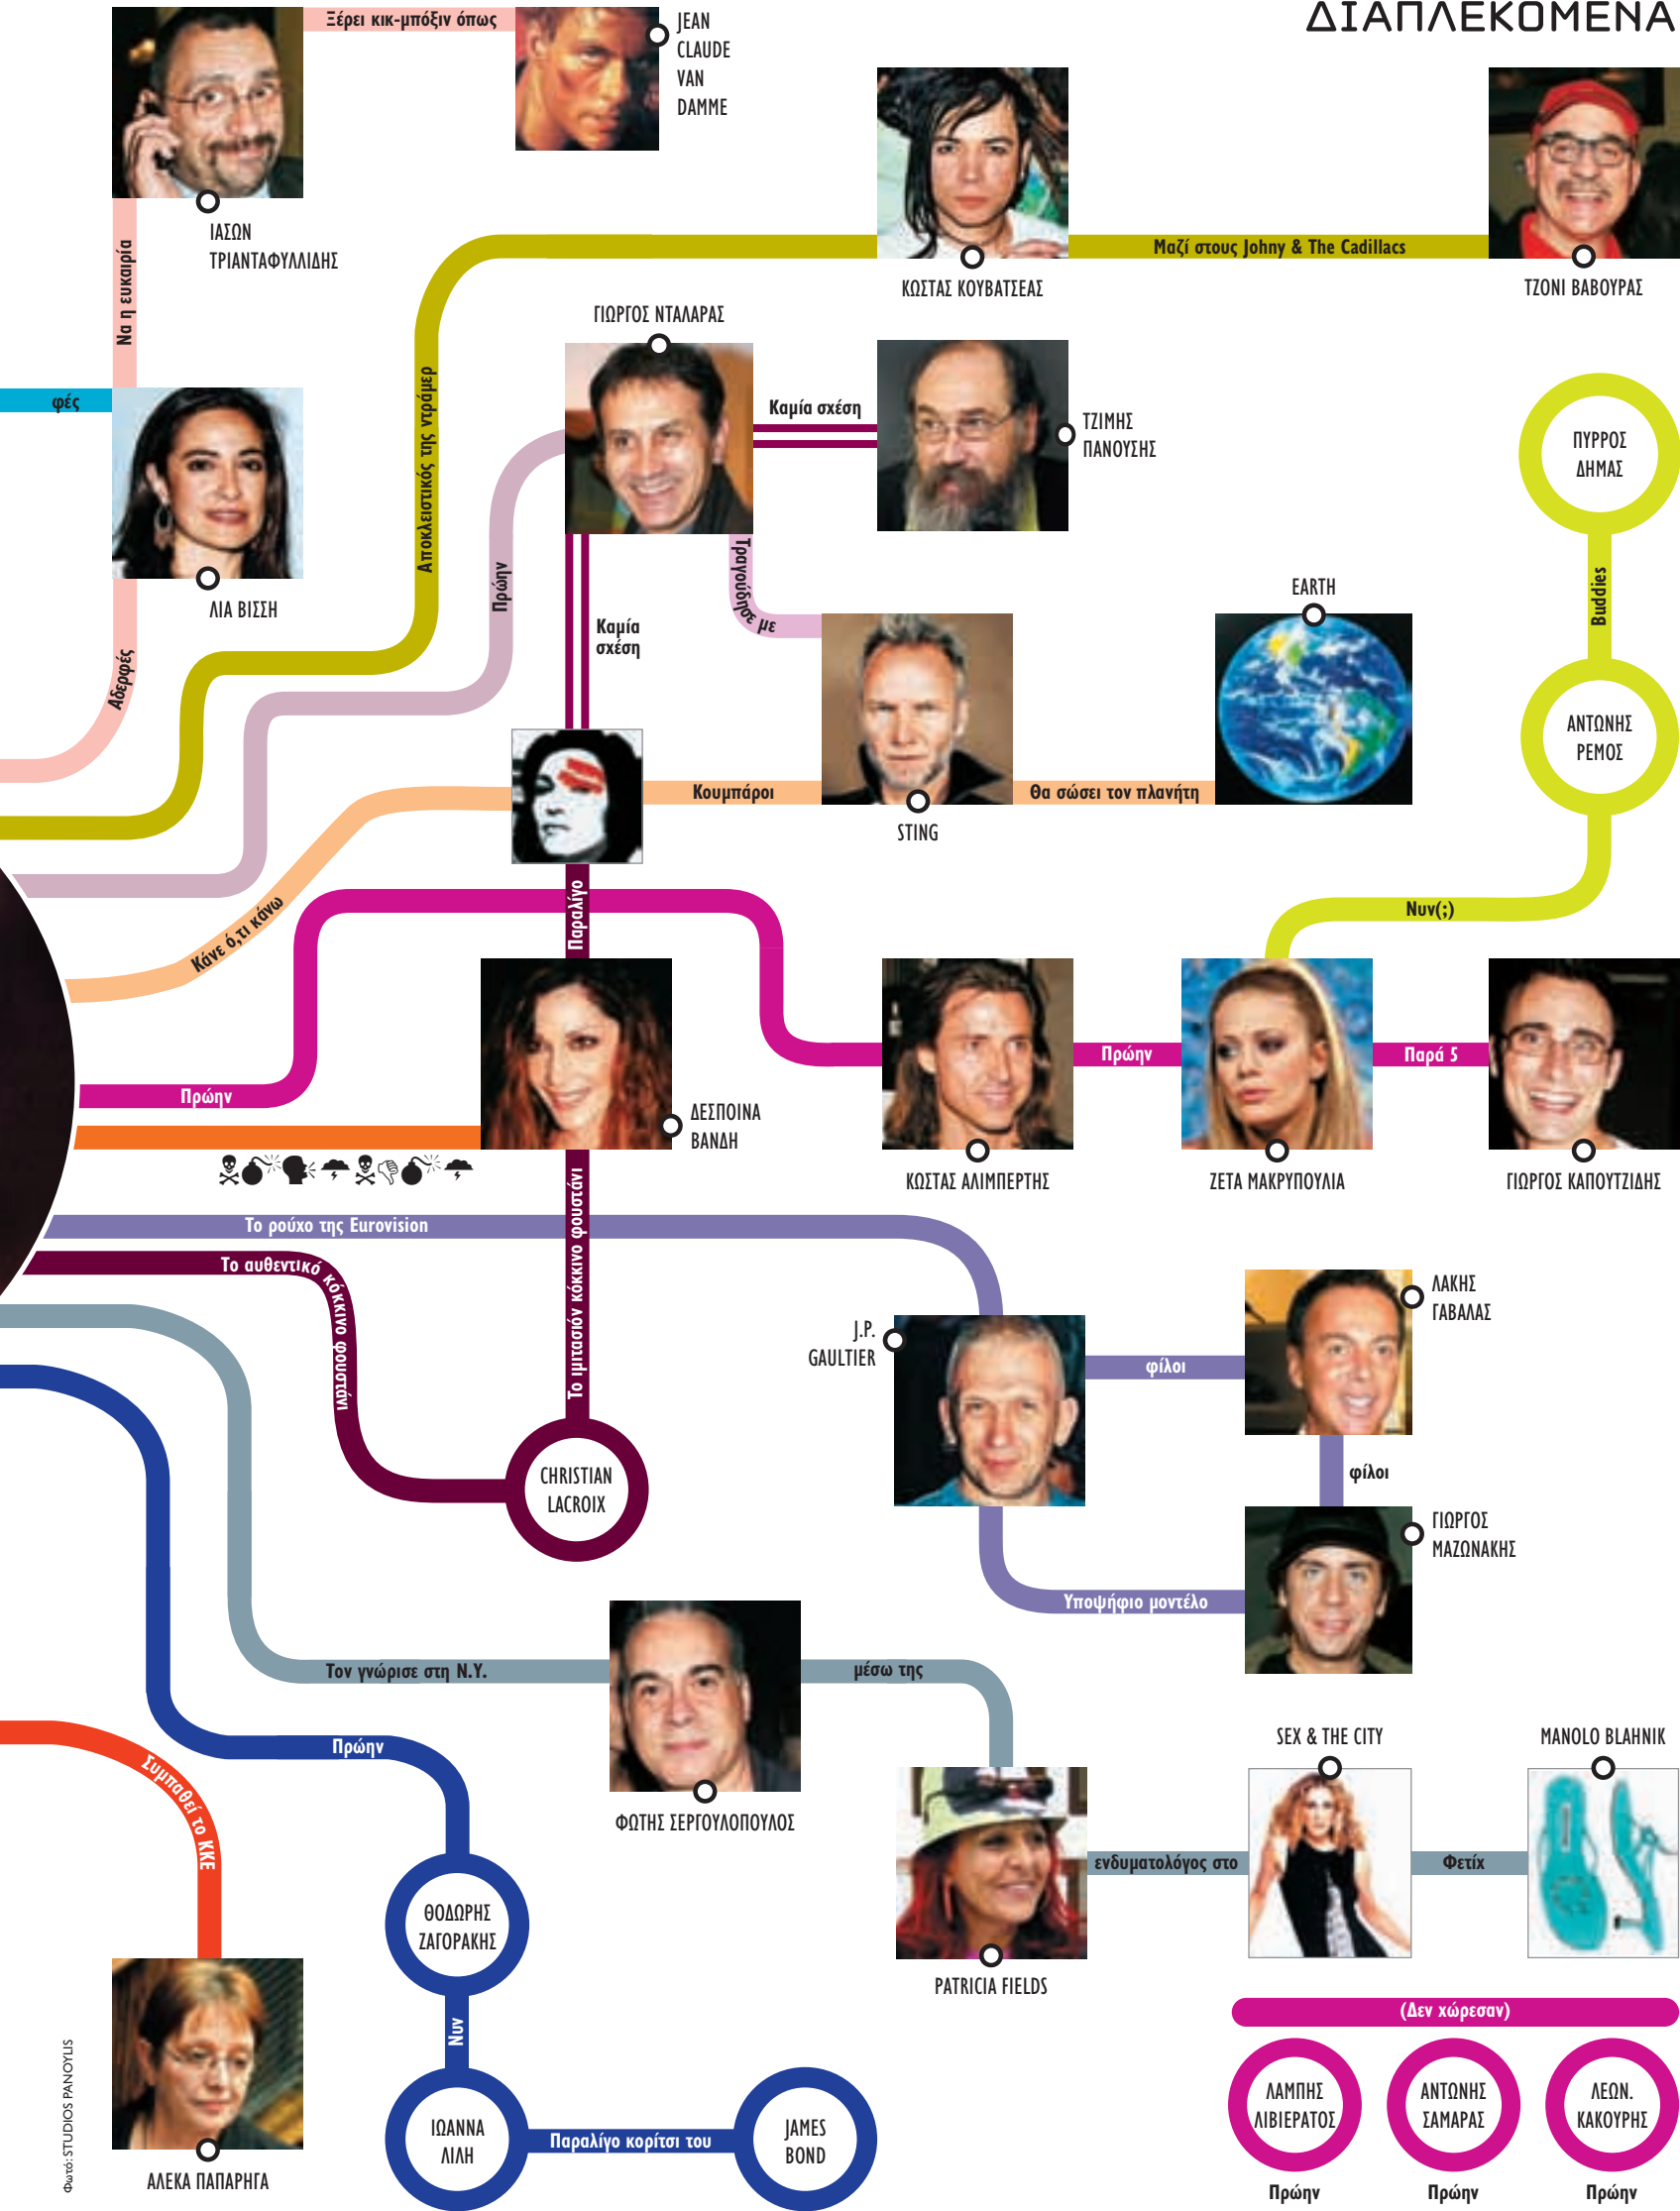 ΔΙΑΠΛΕΚΟΜΕΝΑ
Ξέρει κικ-μπόξιν όπως
JEAN
CLAUDE
VAN
DAMME
ΙΑΣΩΝ
ΤΡΙΑΝΤΑΦΥΛΛΙΔΗΣ
Να η ευκαιρία
ΚΩΣΤΑΣ ΚΟΥΒΑΤΣΕΑΣ
Μαζί στους Johny & The Cadillacs
ΤΖΟΝΙ ΒΑΒΟΥΡΑΣ
φές
ΛΙΑ ΒΙΣΣΗ
Αδερφές
Αποκλειστικός της ντράμερ
Πρώην
ΓΙΩΡΓΟΣ ΝΤΑΛΑΡΑΣ
Καμία σχέση
ΤΖΙΜΗΣ
ΠΑΝΟΥΣΗΣ
Καμία
σχέση
Τραγούδησε με
EARTH
ΠΥΡΡΟΣ
ΔΗΜΑΣ
Buddies
ΑΝΤΩΝΗΣ
ΡΕΜΟΣ
Κουμπάροι
STING
Θα σώσει τον πλανήτη
Κάνε ό,τι κάνω
Παραλίγο
Νυν(;)
Πρώην
ΔΕΣΠΟΙΝΑ
ΒΑΝΔΗ
ΚΩΣΤΑΣ ΑΛΙΜΠΕΡΤΗΣ
Πρώην
ΖΕΤΑ ΜΑΚΡΥΠΟΥΛΙΑ
Παρά 5
ΓΙΩΡΓΟΣ ΚΑΠΟΥΤΖΙΔΗΣ
Το ρούχο της Eurovision
Το αυθεντικό κόκκινο φουστάνι
Το ιμιτασιόν κόκκινο φουστάνι
CHRISTIAN
LACROIX
J.P.
GAULTIER
φίλοι
ΛΑΚΗΣ
ΓΑΒΑΛΑΣ
φίλοι
ΓΙΩΡΓΟΣ
ΜΑΖΩΝΑΚΗΣ
Υποψήφιο μοντέλο
Τον γνώρισε στη Ν.Υ.
ΦΩΤΗΣ ΣΕΡΓΟΥΛΟΠΟΥΛΟΣ
μέσω της
PATRICIA FIELDS
ενδυματολόγος στο
SEX & THE CITY
Φετίχ
MANOLO BLAHNIK
Πρώην
ΘΟΔΩΡΗΣ
ΖΑΓΟΡΑΚΗΣ
Νυν
ΙΩΑΝΝΑ
ΛΙΛΗ
Παραλίγο κορίτσι του
JAMES
BOND
Συμπαθεί το ΚΚΕ
ΑΛΕΚΑ ΠΑΠΑΡΗΓΑ
Φωτό: STUDIOS PANOYLIS
(Δεν χώρεσαν)
ΛΑΜΠΗΣ
ΛΙΒΙΕΡΑΤΟΣ
Πρώην
ΑΝΤΩΝΗΣ
ΣΑΜΑΡΑΣ
Πρώην
ΛΕΩΝ.
ΚΑΚΟΥΡΗΣ
Πρώην